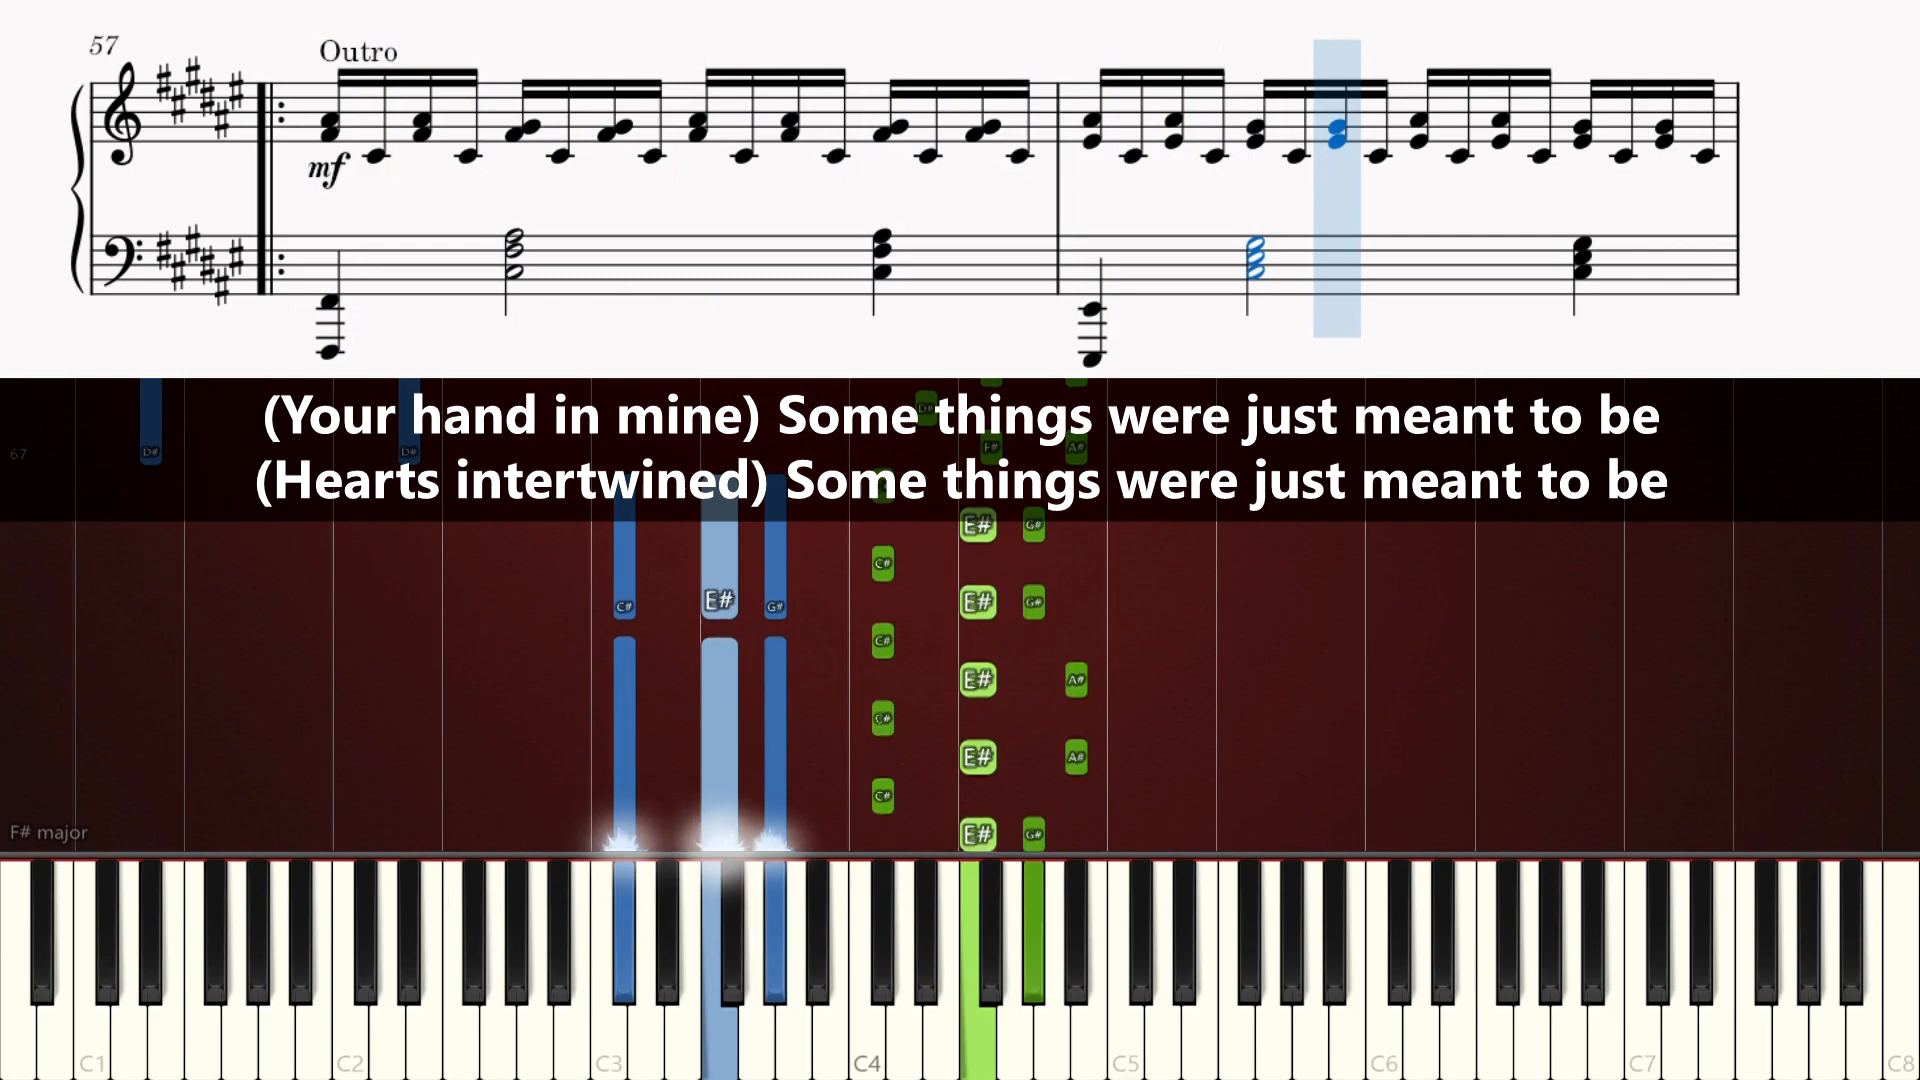 57
Outro
mf
(Your hand in mine) Some things were just meant to be
(Hearts intertwined) Some things were just meant to be
67
D# D# D#
F# A#
E# G#
C#
C# E# G# E# G#
C#
E# A#
C#
E# A#
C#
F# major
E# G#
C1 C2 C3 C4 C5 C6 C7 C8